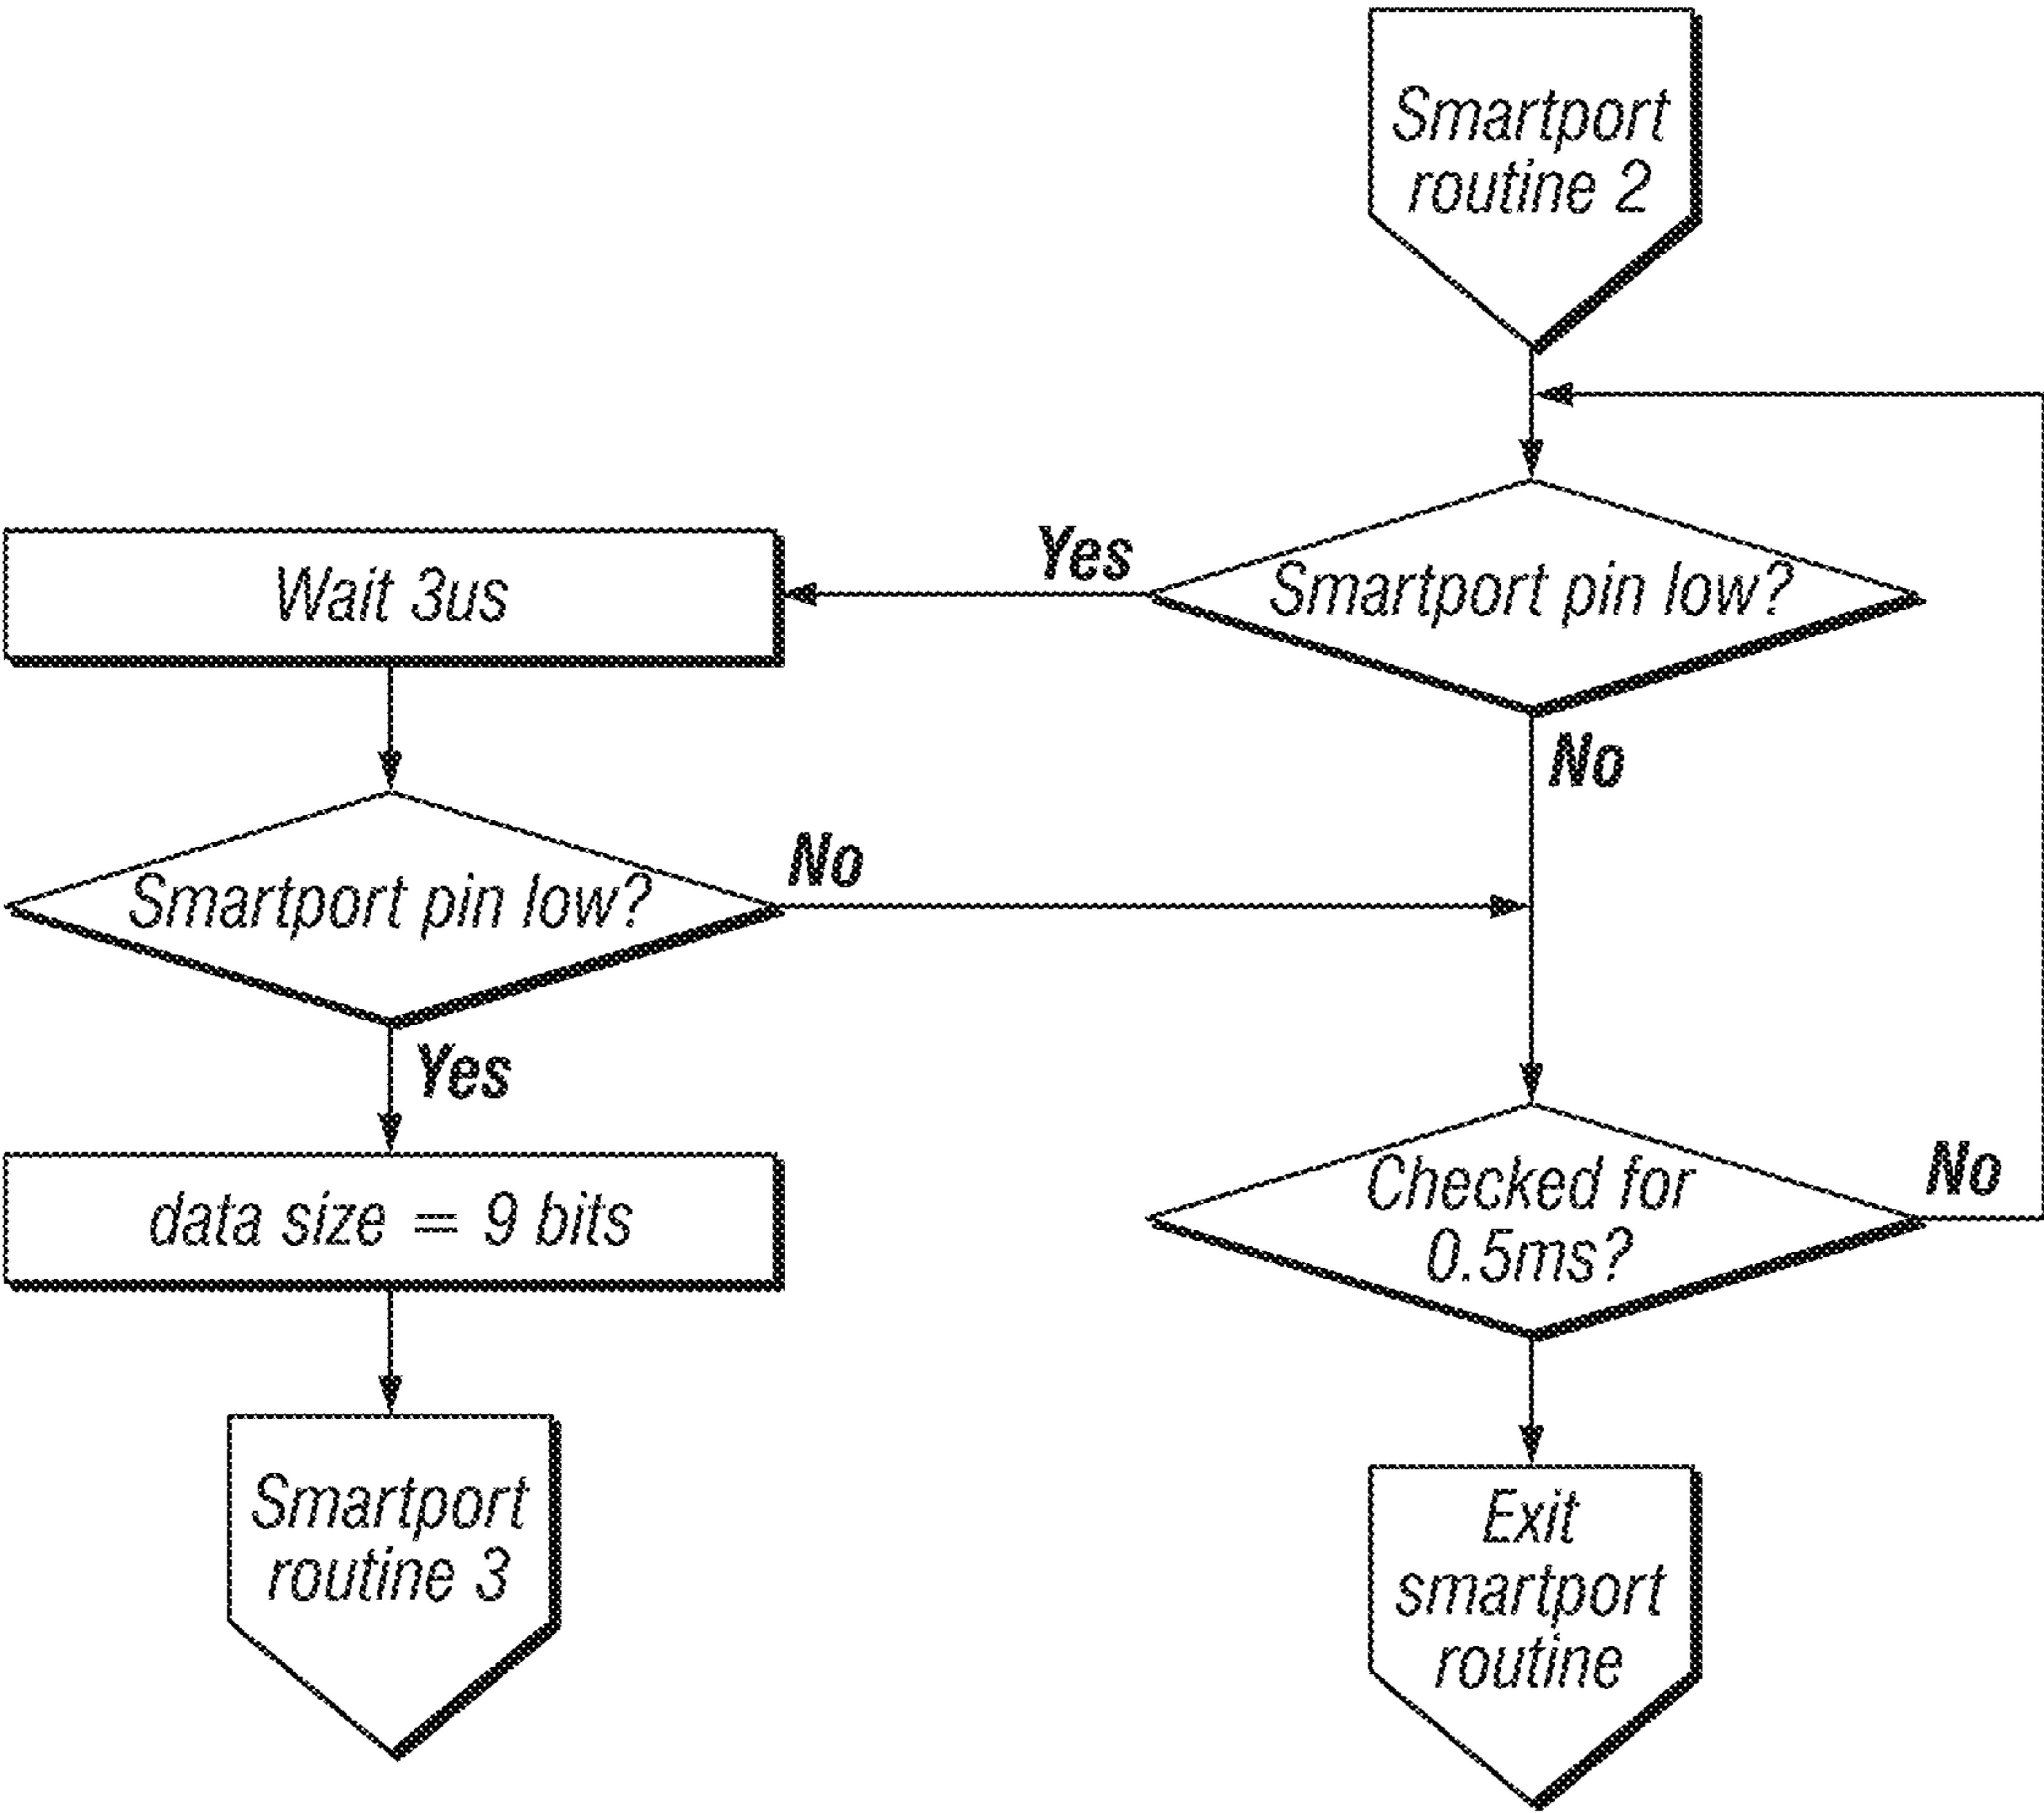 Smartport
routine 2
Yes
Smartport pin low?
Wait 3us
No
No
Smartport pin low?
Yes
Checked for
0.5ms?
No
data size = 9 bits
Smartport
routine 3
Exit
smartport
routine